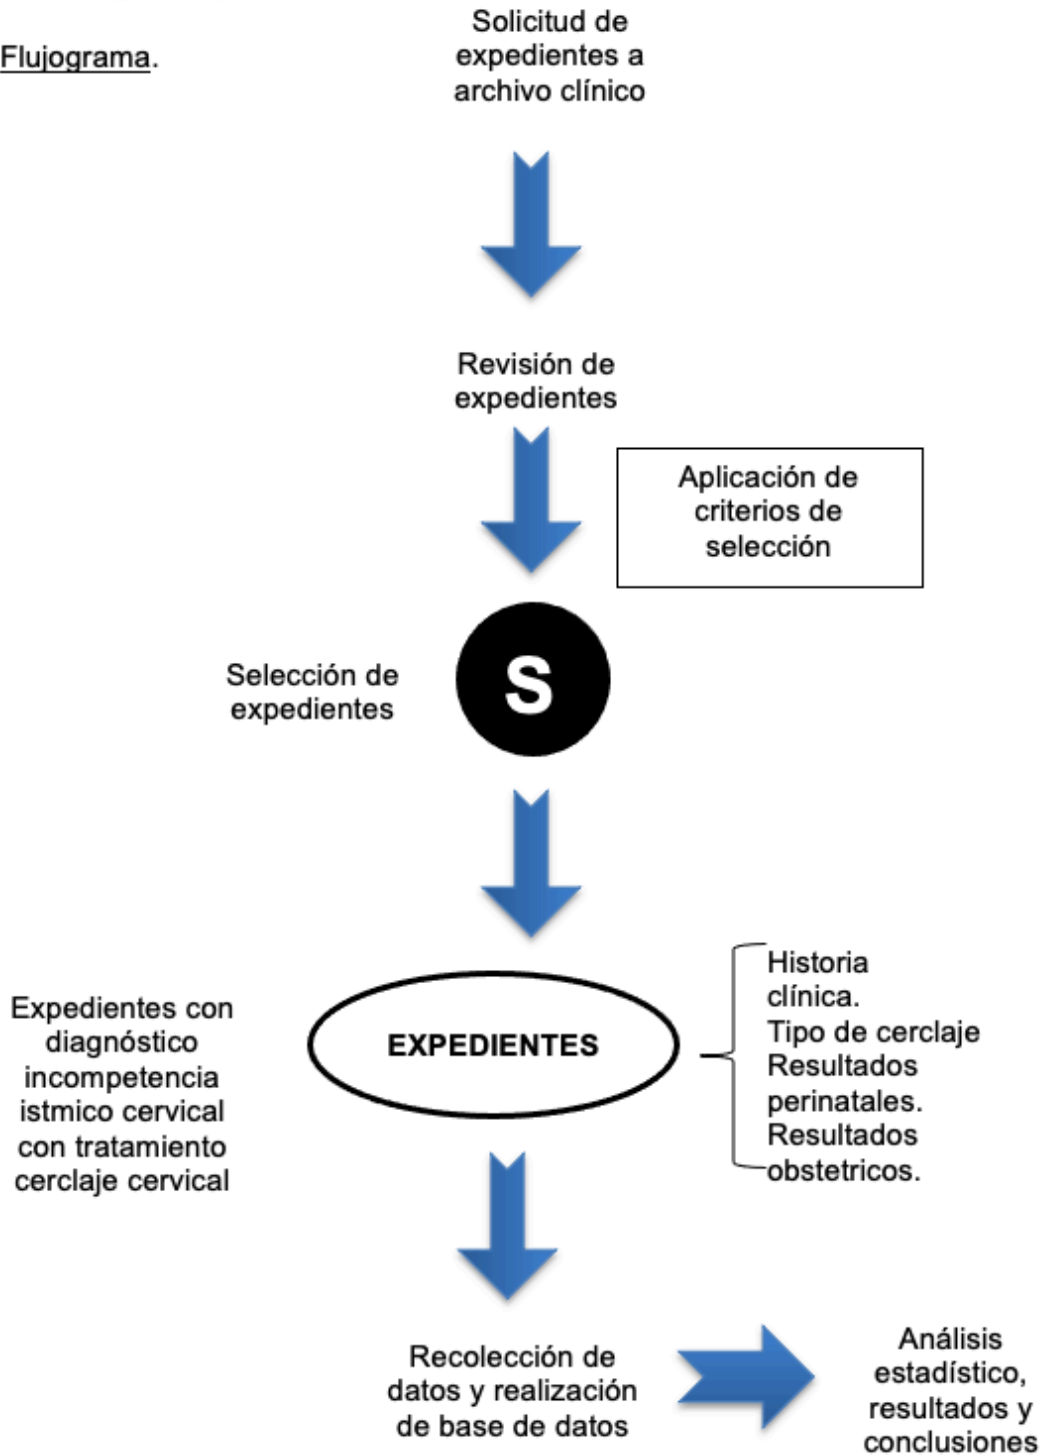 Flujograma.
Solicitud de
expedientes a
archivo clínico
Revisión de
expedientes
Aplicación de
criterios de
selección
Selección de
expedientes
S
Expedientes con
diagnóstico
incompetencia
istmico cervical
con tratamiento
cerclaje cervical
EXPEDIENTES
Historia
clínica.
Tipo de cerclaje
Resultados
perinatales.
Resultados
obstetricos.
Recolección de
datos y realización
de base de datos
Análisis
estadístico,
resultados y
conclusiones